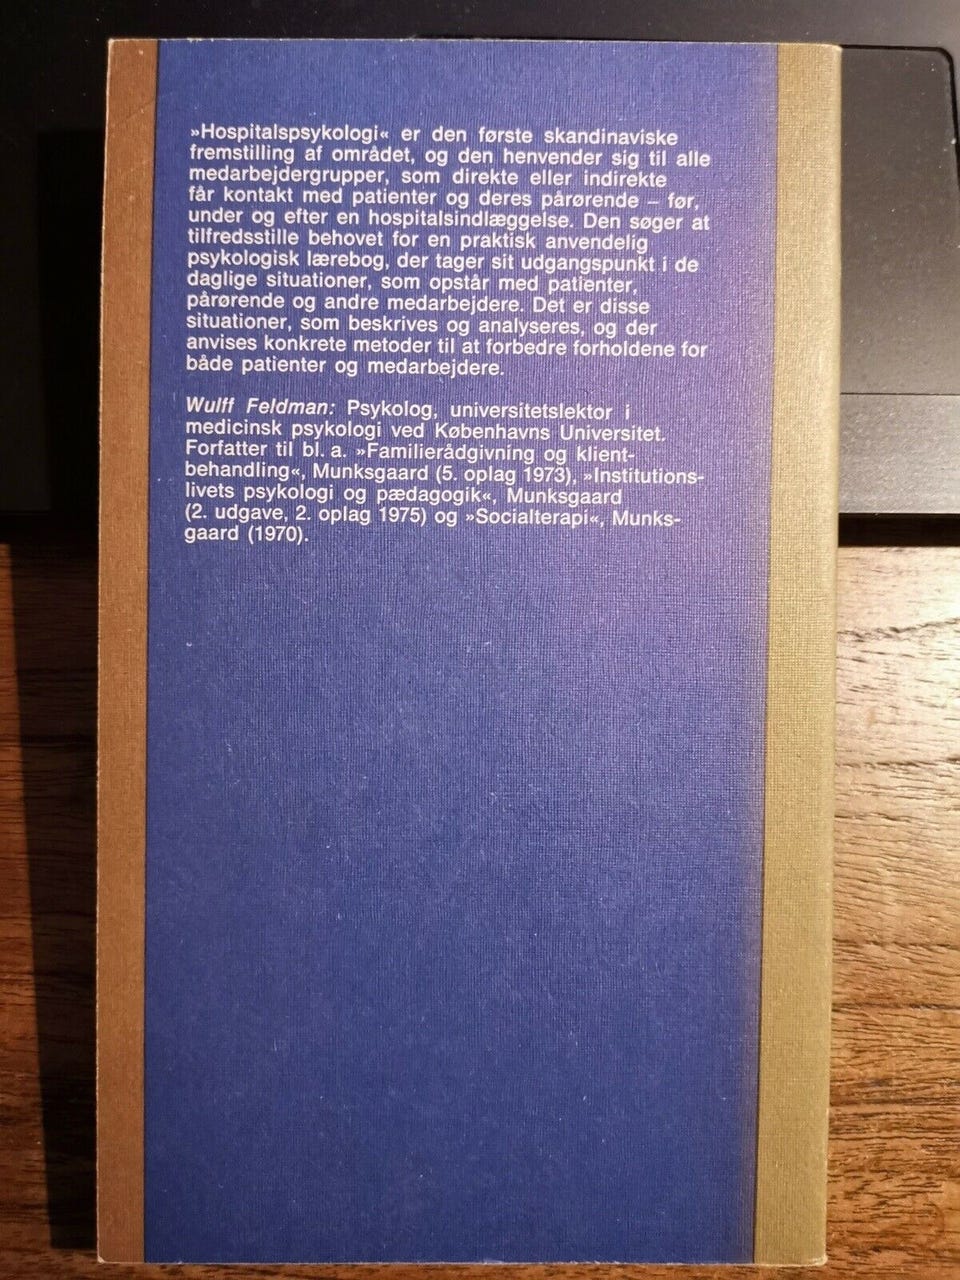 »Hospitalspsykologi« er den første skandinaviske
fremstilling af området, og den henvender sig til alle
medarbejdergrupper, som direkte eller indirekte
får kontakt med patienter og deres pårørende – før,
under og efter en hospitalsindlæggelse. Den søger at
tilfredsstille behovet for en praktisk anvendelig
psykologisk lærebog, der tager sit udgangspunkt i de
daglige situationer, som opstår med patienter,
pårørende og andre medarbejdere. Det er disse
situationer, som beskrives og analyseres, og der
anvises konkrete metoder til at forbedre forholdene for
både patienter og medarbejdere.
Wulff Feldman: Psykolog, universitetslektor i
medicinsk psykologi ved Københavns Universitet.
Forfatter til bl. a. »Familierådgivning og klient-
behandling«, Munksgaard (5. oplag 1973), »Institutions-
livets psykologi og pædagogik«, Munksgaard
(2. udgave, 2. oplag 1975) og »Socialterapi«, Munks-
gaard (1970).